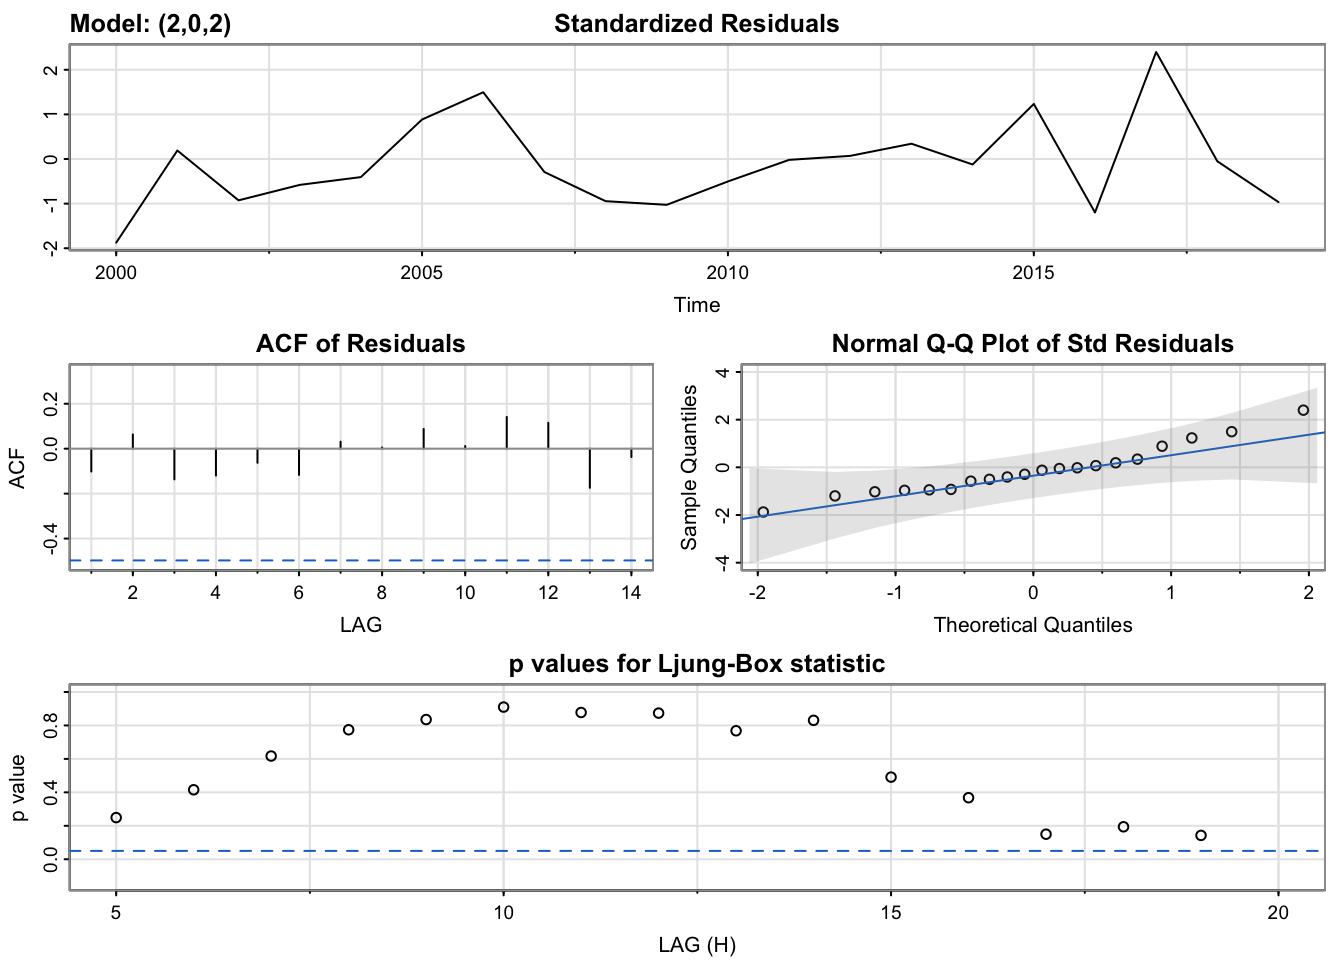 Model: (2,0,2) Standardized Residuals
2
1
0
-1
-2
2000 2005 2010 2015
Time
ACF of Residuals
ACF
0.2
0.0
-0.4
2 4 6 8 10 12 14
LAG
Normal Q-Q Plot of Std Residuals
Sample Quantiles
4
2
0
-2
-4
-2 -1 0 1 2
Theoretical Quantiles
p values for Ljung-Box statistic
p value
0.8
0.4
0.0
5 10 15 20
LAG (H)